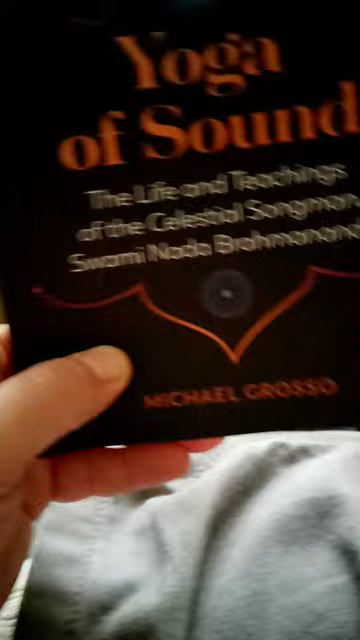 Yoga
of Sound
The Life and Teachings
of the Celestial Songman,
Swami Nada Brahmananda
MICHAEL GROSSO